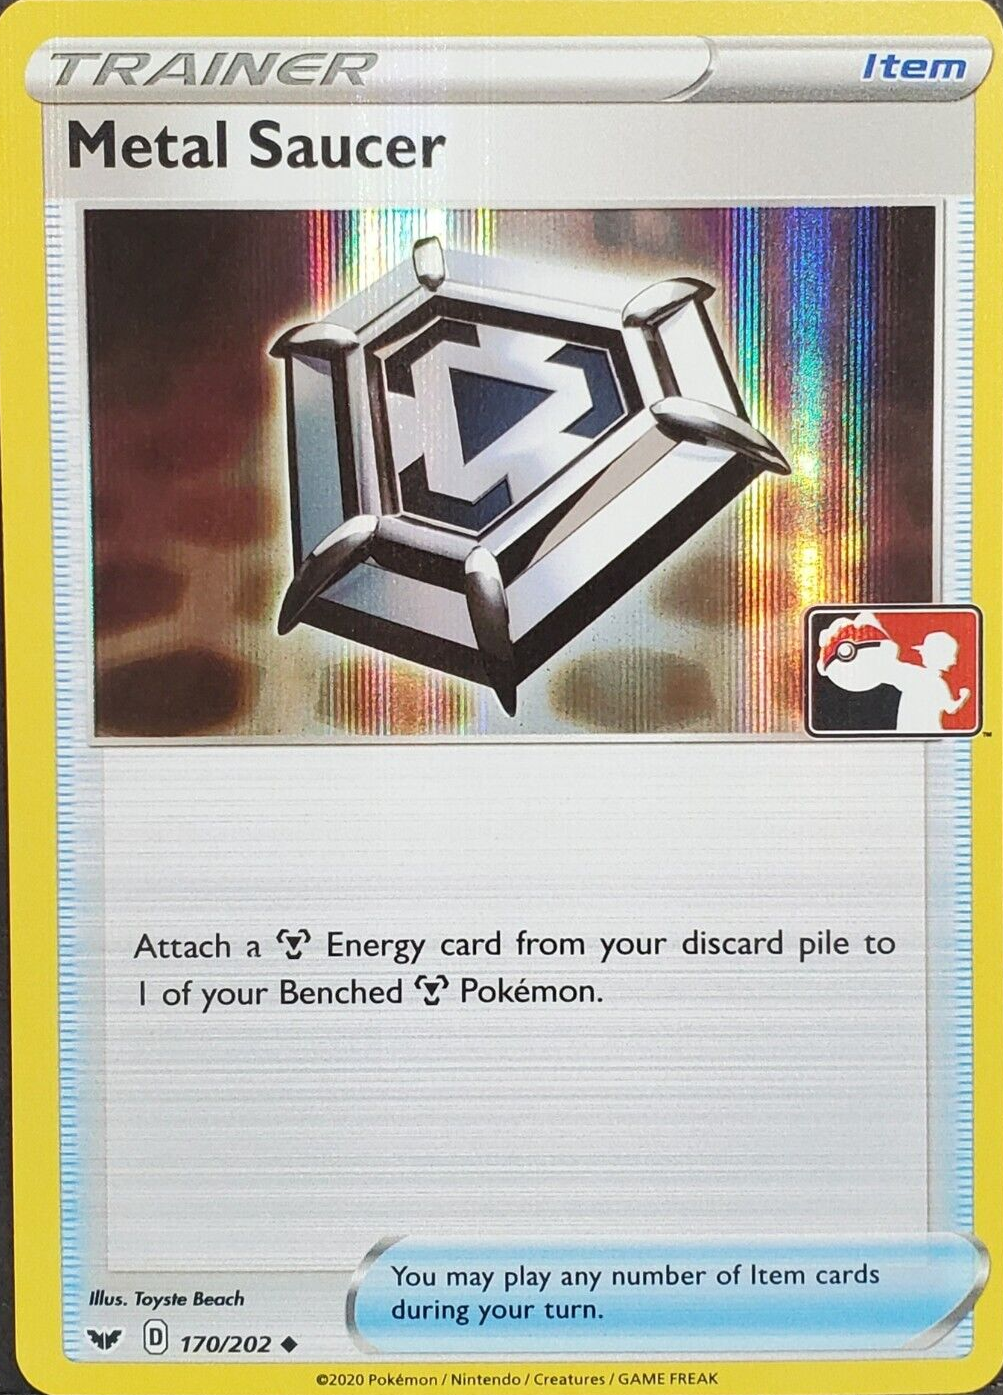 TRAINER Item
Metal Saucer
TM
Attach a Energy card from your discard pile to
1 of your Benched Pokémon.
You may play any number of Item cards
during your turn.
Illus. Toyste Beach
D 170/202
©2020 Pokémon / Nintendo / Creatures / GAME FREAK